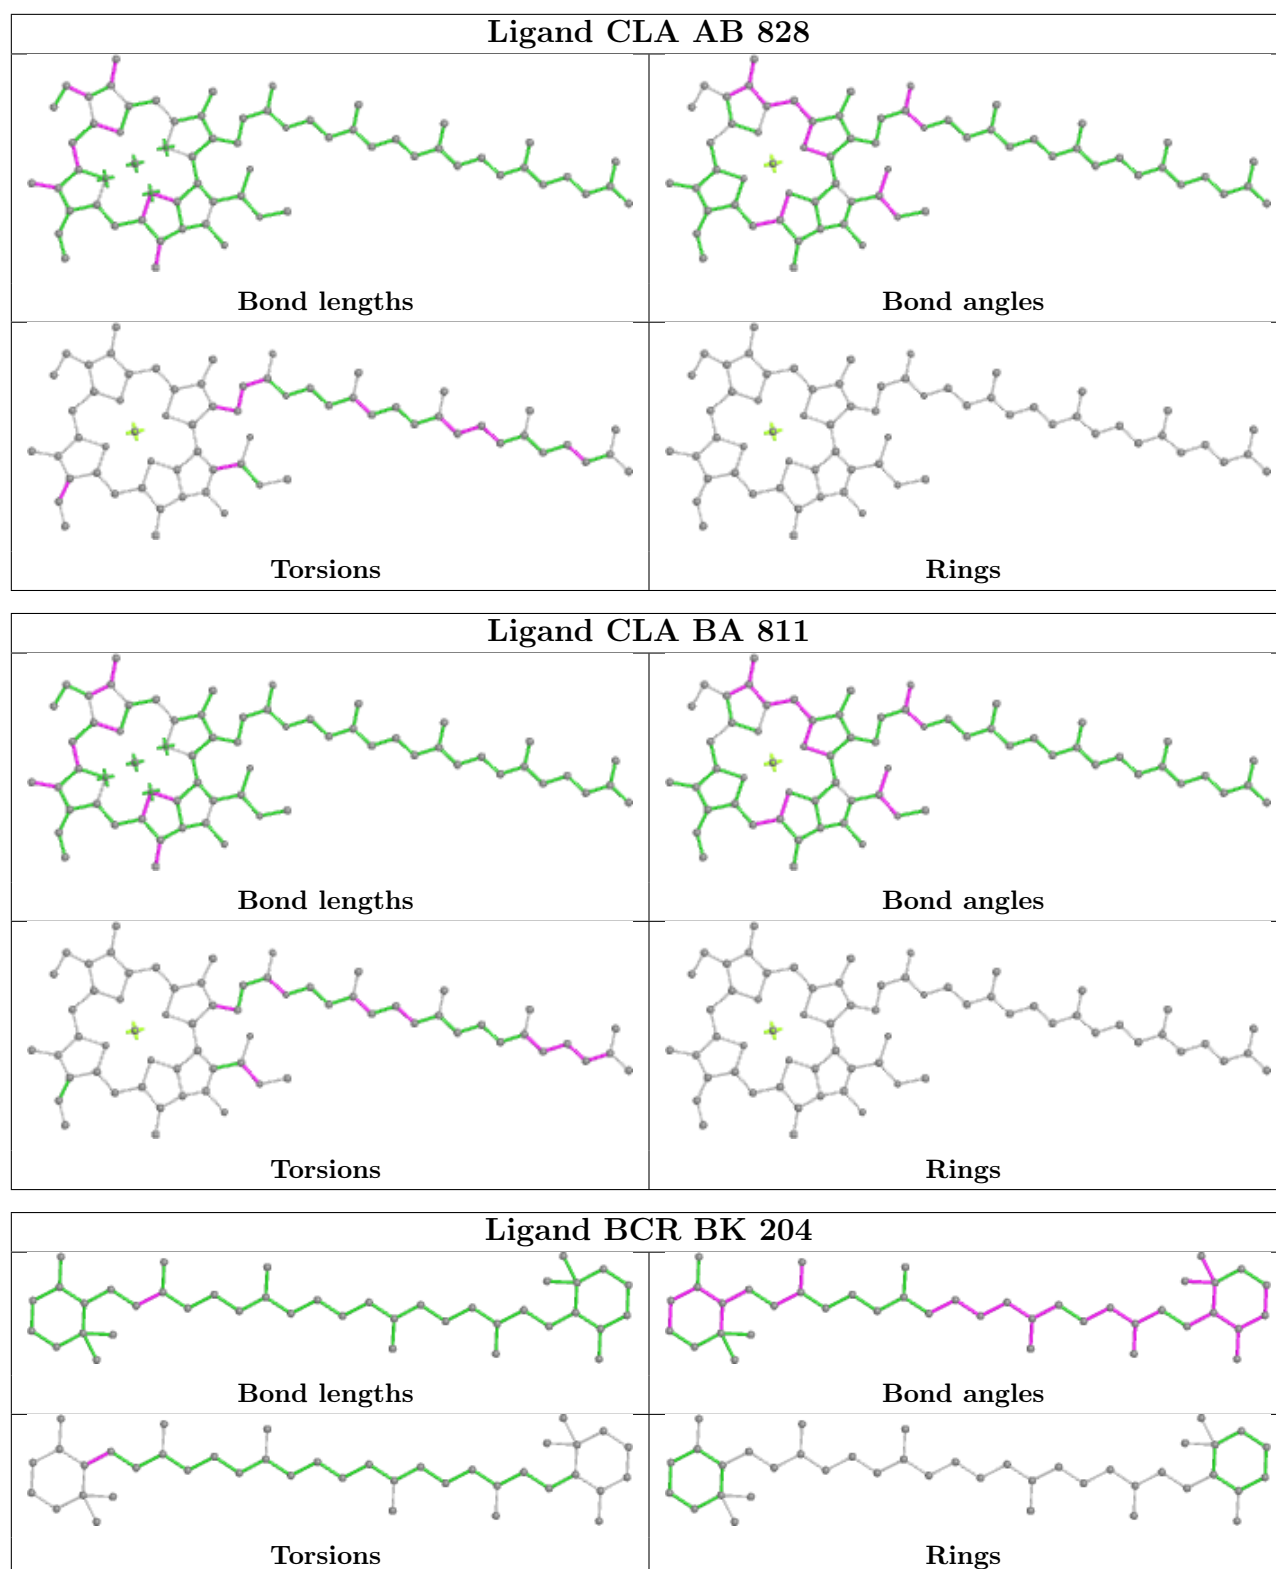 Ligand CLA AB 828
Bond lengths
Bond angles
Torsions
Rings
Ligand CLA BA 811
Bond lengths
Bond angles
Torsions
Rings
Ligand BCR BK 204
Bond lengths
Bond angles
Torsions
Rings